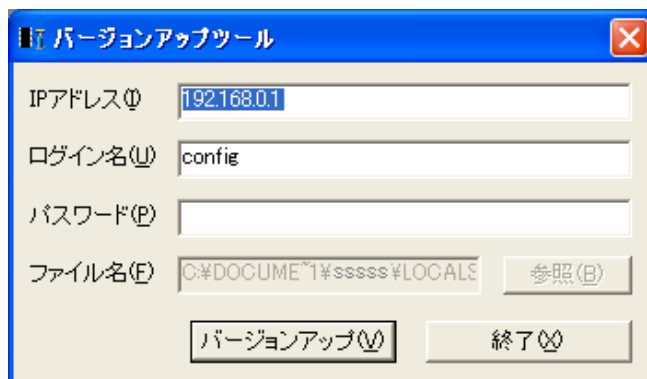 バージョンアップツール
IPアドレス(I) 192.168.0.1
ログイン名(U) config
パスワード(P)
ファイル名(F) C:¥DOCUME~1¥sssss¥LOCALS 参照(B)
バージョンアップ(V) 終了(X)